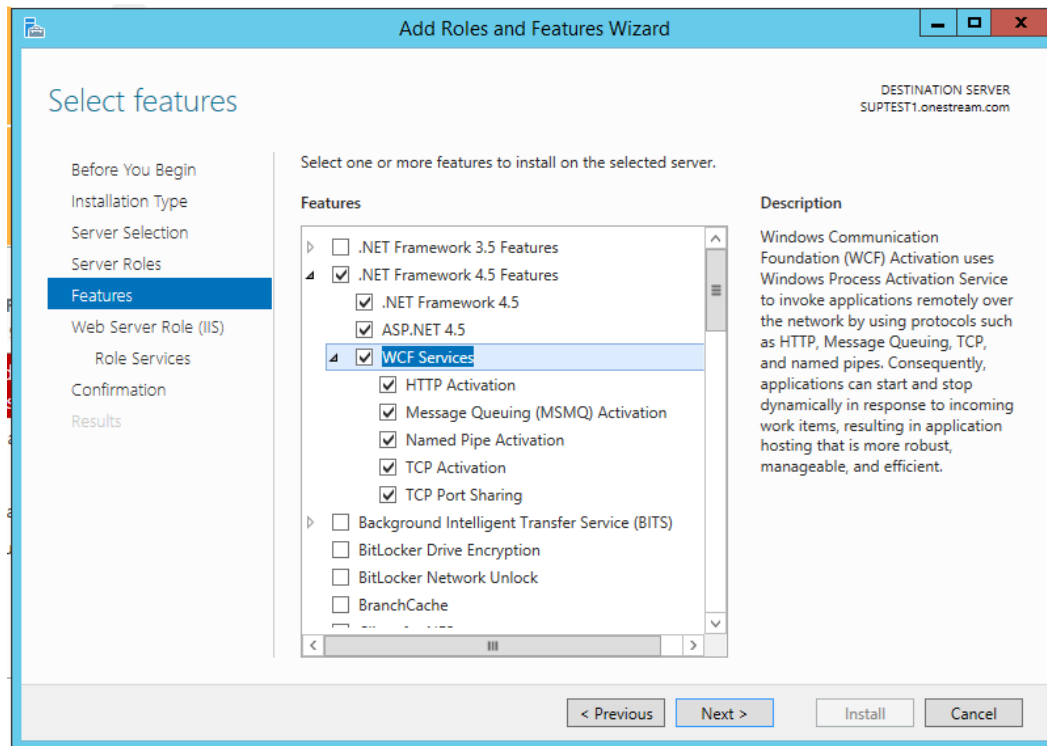 Add Roles and Features Wizard
Select features
DESTINATION SERVER
SUPTEST1.onestream.com
Before You Begin
Installation Type
Server Selection
Server Roles
Features
Web Server Role (IIS)
Role Services
Confirmation
Results
Select one or more features to install on the selected server.
Features
.NET Framework 3.5 Features
.NET Framework 4.5 Features
.NET Framework 4.5
ASP.NET 4.5
WCF Services
HTTP Activation
Message Queuing (MSMQ) Activation
Named Pipe Activation
TCP Activation
TCP Port Sharing
Background Intelligent Transfer Service (BITS)
BitLocker Drive Encryption
BitLocker Network Unlock
BranchCache
Description
Windows Communication
Foundation (WCF) Activation uses
Windows Process Activation Service
to invoke applications remotely over
the network by using protocols such
as HTTP, Message Queuing, TCP,
and named pipes. Consequently,
applications can start and stop
dynamically in response to incoming
work items, resulting in application
hosting that is more robust,
manageable, and efficient.
< Previous
Next >
Install
Cancel